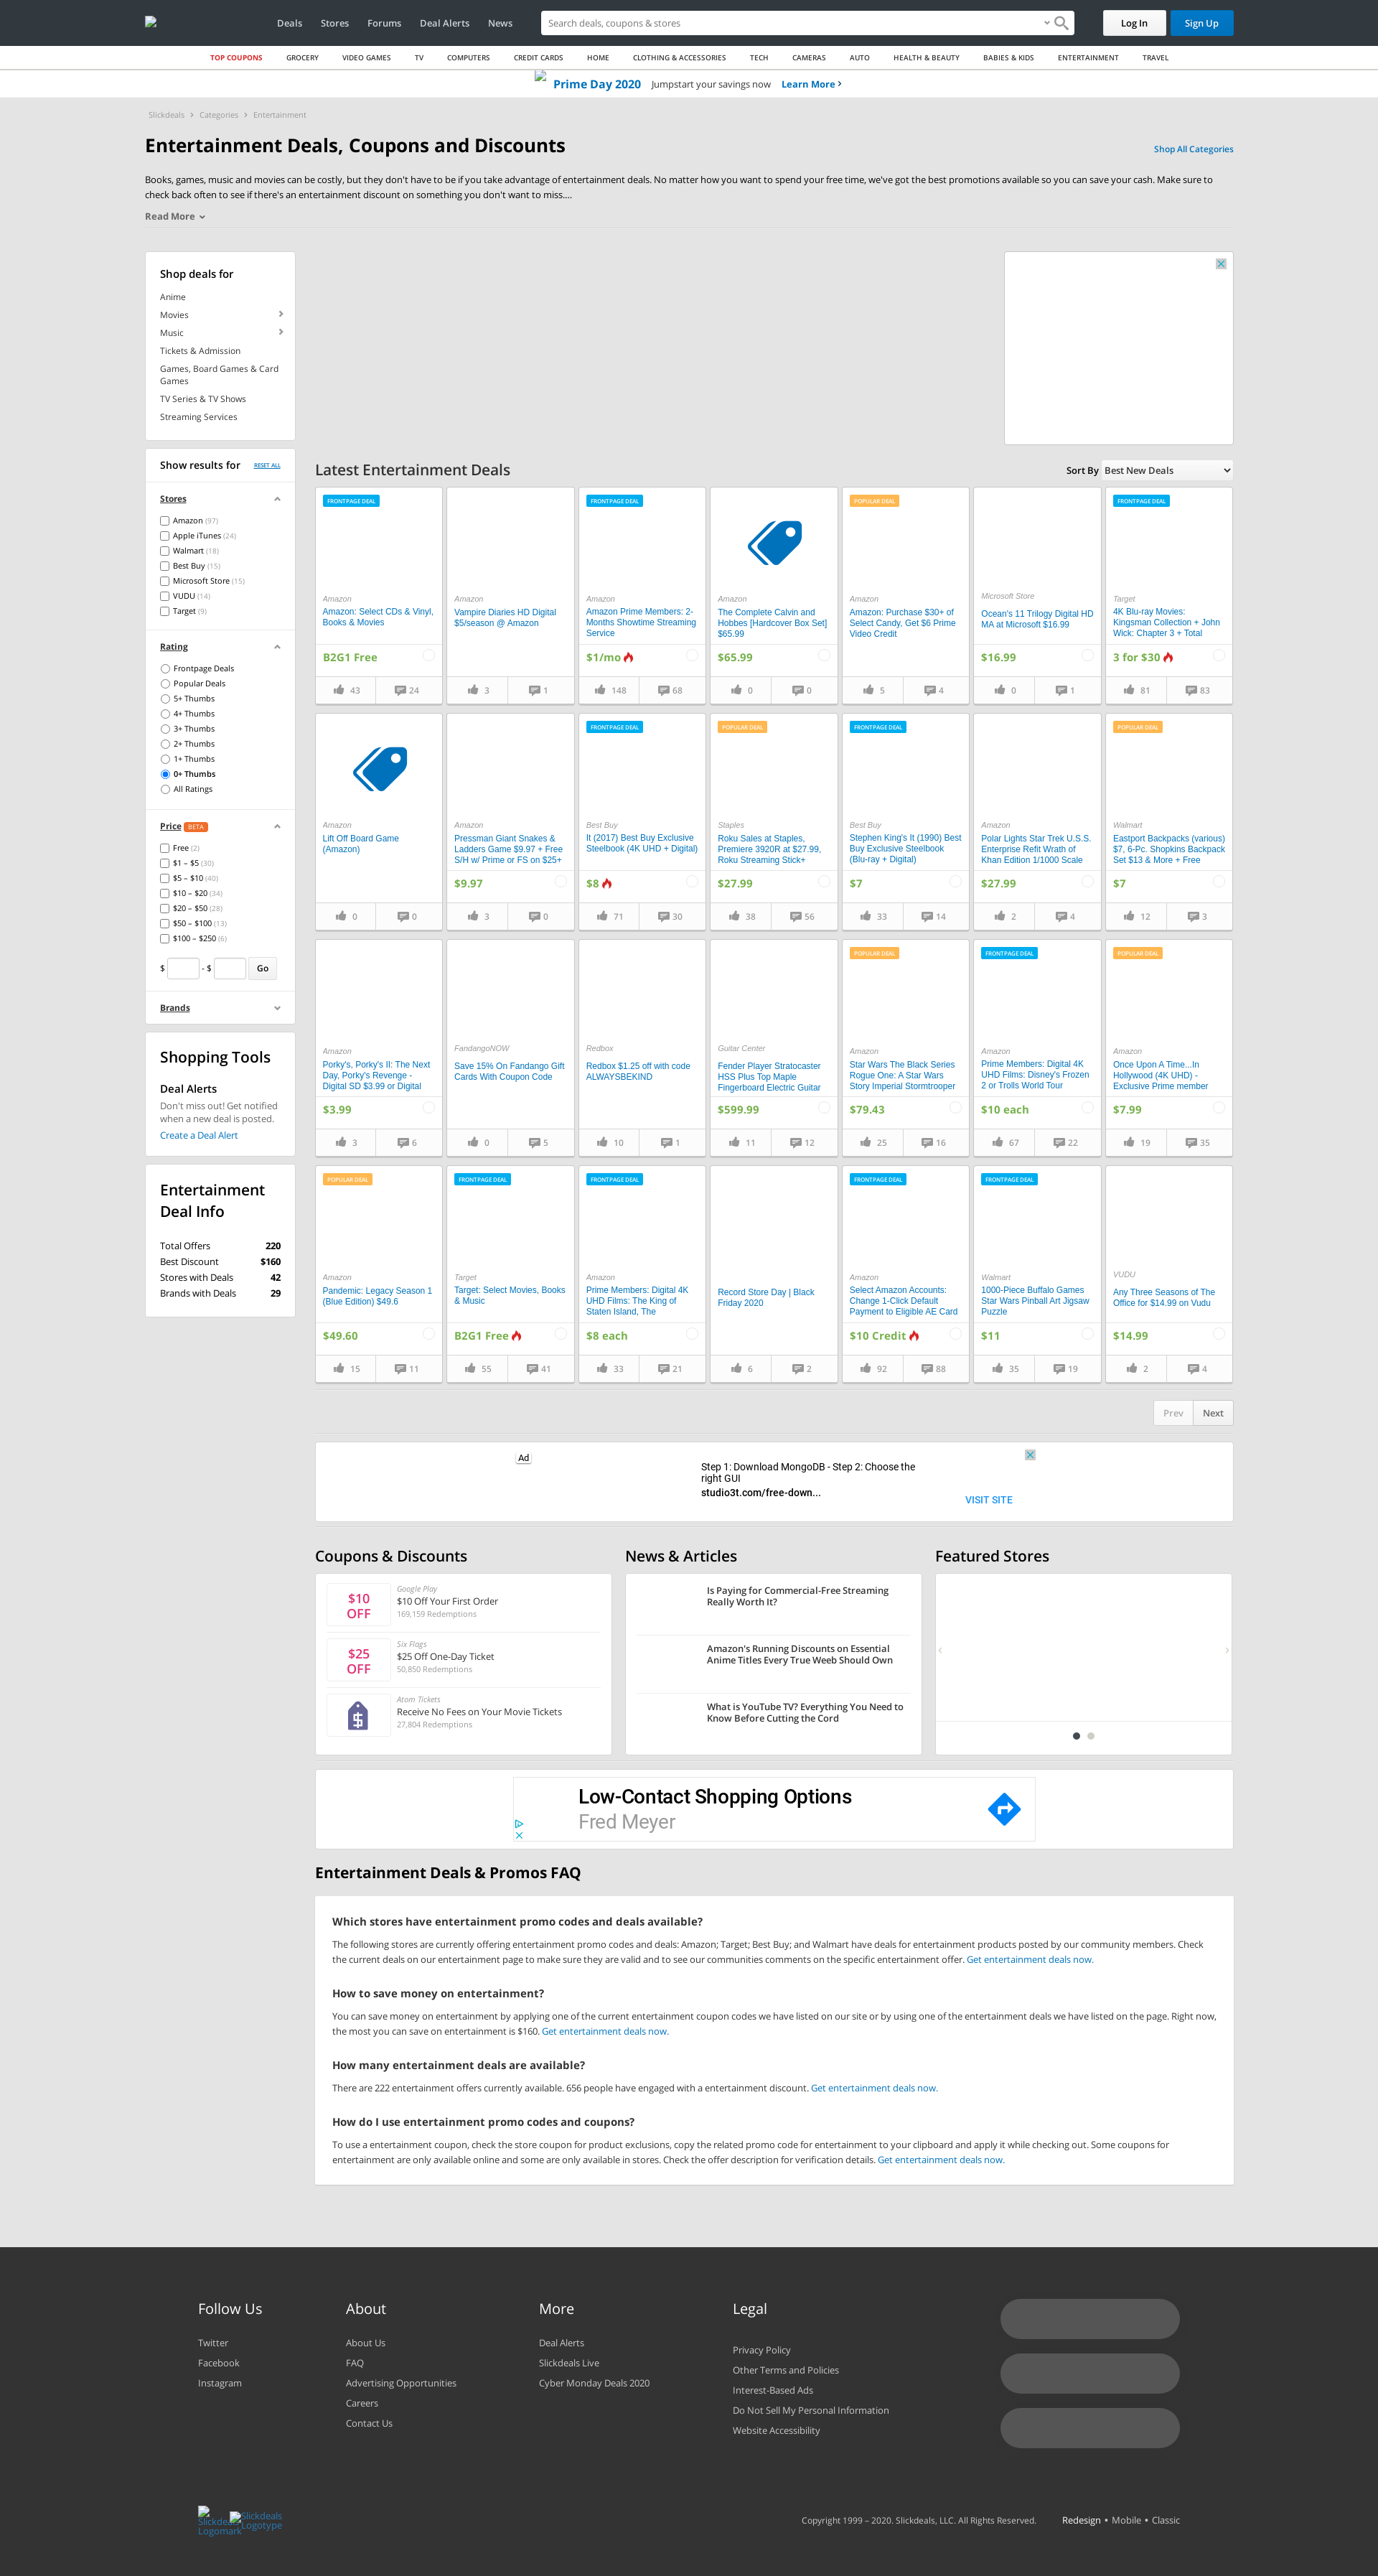 Deals
Stores
Forums
Deal Alerts
News
Search deals, coupons & stores
Log In
Sign Up
TOP COUPONS
GROCERY
VIDEO GAMES
TV
COMPUTERS
CREDIT CARDS
HOME
CLOTHING & ACCESSORIES
TECH
CAMERAS
AUTO
HEALTH & BEAUTY
BABIES & KIDS
ENTERTAINMENT
TRAVEL
Prime Day 2020
Jumpstart your savings now
Learn More
Slickdeals
Categories
Entertainment
Entertainment Deals, Coupons and Discounts
Shop All Categories
Books, games, music and movies can be costly, but they don't have to be if you take advantage of entertainment deals. No matter how you want to spend your free time, we've got the best promotions available so you can save your cash. Make sure to
check back often to see if there's an entertainment discount on something you don't want to miss....
Read More
Shop deals for
Anime
Movies
Music
Tickets & Admission
Games, Board Games & Card
Games
TV Series & TV Shows
Streaming Services
Show results for
RESET ALL
Stores
Amazon (97)
Apple iTunes (24)
Walmart (18)
Best Buy (15)
Microsoft Store (15)
VUDU (14)
Target (9)
Rating
Frontpage Deals
Popular Deals
5+ Thumbs
4+ Thumbs
3+ Thumbs
2+ Thumbs
1+ Thumbs
0+ Thumbs
All Ratings
Price BETA
Free (2)
$1 – $5 (30)
$5 – $10 (40)
$10 – $20 (34)
$20 – $50 (28)
$50 – $100 (13)
$100 – $250 (6)
$ - $ Go
Brands
Shopping Tools
Deal Alerts
Don't miss out! Get notified
when a new deal is posted.
Create a Deal Alert
Entertainment
Deal Info
Total Offers 220
Best Discount $160
Stores with Deals 42
Brands with Deals 29
Latest Entertainment Deals
Sort By Best New Deals
FRONTPAGE DEAL
Amazon
Amazon: Select CDs & Vinyl,
Books & Movies
B2G1 Free
43 24
Amazon
Vampire Diaries HD Digital
$5/season @ Amazon
3 1
FRONTPAGE DEAL
Amazon
Amazon Prime Members: 2-
Months Showtime Streaming
Service
$1/mo
148 68
Amazon
The Complete Calvin and
Hobbes [Hardcover Box Set]
$65.99
$65.99
0 0
POPULAR DEAL
Amazon
Amazon: Purchase $30+ of
Select Candy, Get $6 Prime
Video Credit
5 4
Microsoft Store
Ocean's 11 Trilogy Digital HD
MA at Microsoft $16.99
$16.99
0 1
FRONTPAGE DEAL
Target
4K Blu-ray Movies:
Kingsman Collection + John
Wick: Chapter 3 + Total
3 for $30
81 83
Amazon
Lift Off Board Game
(Amazon)
0 0
Amazon
Pressman Giant Snakes &
Ladders Game $9.97 + Free
S/H w/ Prime or FS on $25+
$9.97
3 0
FRONTPAGE DEAL
Best Buy
It (2017) Best Buy Exclusive
Steelbook (4K UHD + Digital)
$8
71 30
POPULAR DEAL
Staples
Roku Sales at Staples,
Premiere 3920R at $27.99,
Roku Streaming Stick+
$27.99
38 56
FRONTPAGE DEAL
Best Buy
Stephen King's It (1990) Best
Buy Exclusive Steelbook
(Blu-ray + Digital)
$7
33 14
Amazon
Polar Lights Star Trek U.S.S.
Enterprise Refit Wrath of
Khan Edition 1/1000 Scale
$27.99
2 4
POPULAR DEAL
Walmart
Eastport Backpacks (various)
$7, 6-Pc. Shopkins Backpack
Set $13 & More + Free
$7
12 3
Amazon
Porky's, Porky's II: The Next
Day, Porky's Revenge -
Digital SD $3.99 or Digital
$3.99
3 6
FandangoNOW
Save 15% On Fandango Gift
Cards With Coupon Code
0 5
Redbox
Redbox $1.25 off with code
ALWAYSBEKIND
10 1
Guitar Center
Fender Player Stratocaster
HSS Plus Top Maple
Fingerboard Electric Guitar
$599.99
11 12
POPULAR DEAL
Amazon
Star Wars The Black Series
Rogue One: A Star Wars
Story Imperial Stormtrooper
$79.43
25 16
FRONTPAGE DEAL
Amazon
Prime Members: Digital 4K
UHD Films: Disney's Frozen
2 or Trolls World Tour
$10 each
67 22
POPULAR DEAL
Amazon
Once Upon A Time...In
Hollywood (4K UHD) -
Exclusive Prime member
$7.99
19 35
POPULAR DEAL
Amazon
Pandemic: Legacy Season 1
(Blue Edition) $49.6
$49.60
15 11
FRONTPAGE DEAL
Target
Target: Select Movies, Books
& Music
B2G1 Free
55 41
FRONTPAGE DEAL
Amazon
Prime Members: Digital 4K
UHD Films: The King of
Staten Island, The
$8 each
33 21
Record Store Day | Black
Friday 2020
6 2
FRONTPAGE DEAL
Amazon
Select Amazon Accounts:
Change 1-Click Default
Payment to Eligible AE Card
$10 Credit
92 88
FRONTPAGE DEAL
Walmart
1000-Piece Buffalo Games
Star Wars Pinball Art Jigsaw
Puzzle
$11
35 19
VUDU
Any Three Seasons of The
Office for $14.99 on Vudu
$14.99
2 4
Prev
Next
Ad
Step 1: Download MongoDB - Step 2: Choose the
right GUI
studio3t.com/free-down...
VISIT SITE
Coupons & Discounts
$10
OFF
Google Play
$10 Off Your First Order
169,159 Redemptions
$25
OFF
Six Flags
$25 Off One-Day Ticket
50,850 Redemptions
Atom Tickets
Receive No Fees on Your Movie Tickets
27,804 Redemptions
News & Articles
Is Paying for Commercial-Free Streaming
Really Worth It?
Amazon's Running Discounts on Essential
Anime Titles Every True Weeb Should Own
What is YouTube TV? Everything You Need to
Know Before Cutting the Cord
Featured Stores
Low-Contact Shopping Options
Fred Meyer
Entertainment Deals & Promos FAQ
Which stores have entertainment promo codes and deals available?
The following stores are currently offering entertainment promo codes and deals: Amazon; Target; Best Buy; and Walmart have deals for entertainment products posted by our community members. Check
the current deals on our entertainment page to make sure they are valid and to see our communities comments on the specific entertainment offer. Get entertainment deals now.
How to save money on entertainment?
You can save money on entertainment by applying one of the current entertainment coupon codes we have listed on our site or by using one of the entertainment deals we have listed on the page. Right now,
the most you can save on entertainment is $160. Get entertainment deals now.
How many entertainment deals are available?
There are 222 entertainment offers currently available. 656 people have engaged with a entertainment discount. Get entertainment deals now.
How do I use entertainment promo codes and coupons?
To use a entertainment coupon, check the store coupon for product exclusions, copy the related promo code for entertainment to your clipboard and apply it while checking out. Some coupons for
entertainment are only available online and some are only available in stores. Check the offer description for verification details. Get entertainment deals now.
Follow Us
Twitter
Facebook
Instagram
About
About Us
FAQ
Advertising Opportunities
Careers
Contact Us
More
Deal Alerts
Slickdeals Live
Cyber Monday Deals 2020
Legal
Privacy Policy
Other Terms and Policies
Interest-Based Ads
Do Not Sell My Personal Information
Website Accessibility
Slickdeals
Logomark
Slickdeals
Logotype
Copyright 1999 – 2020. Slickdeals, LLC. All Rights Reserved.
Redesign • Mobile • Classic